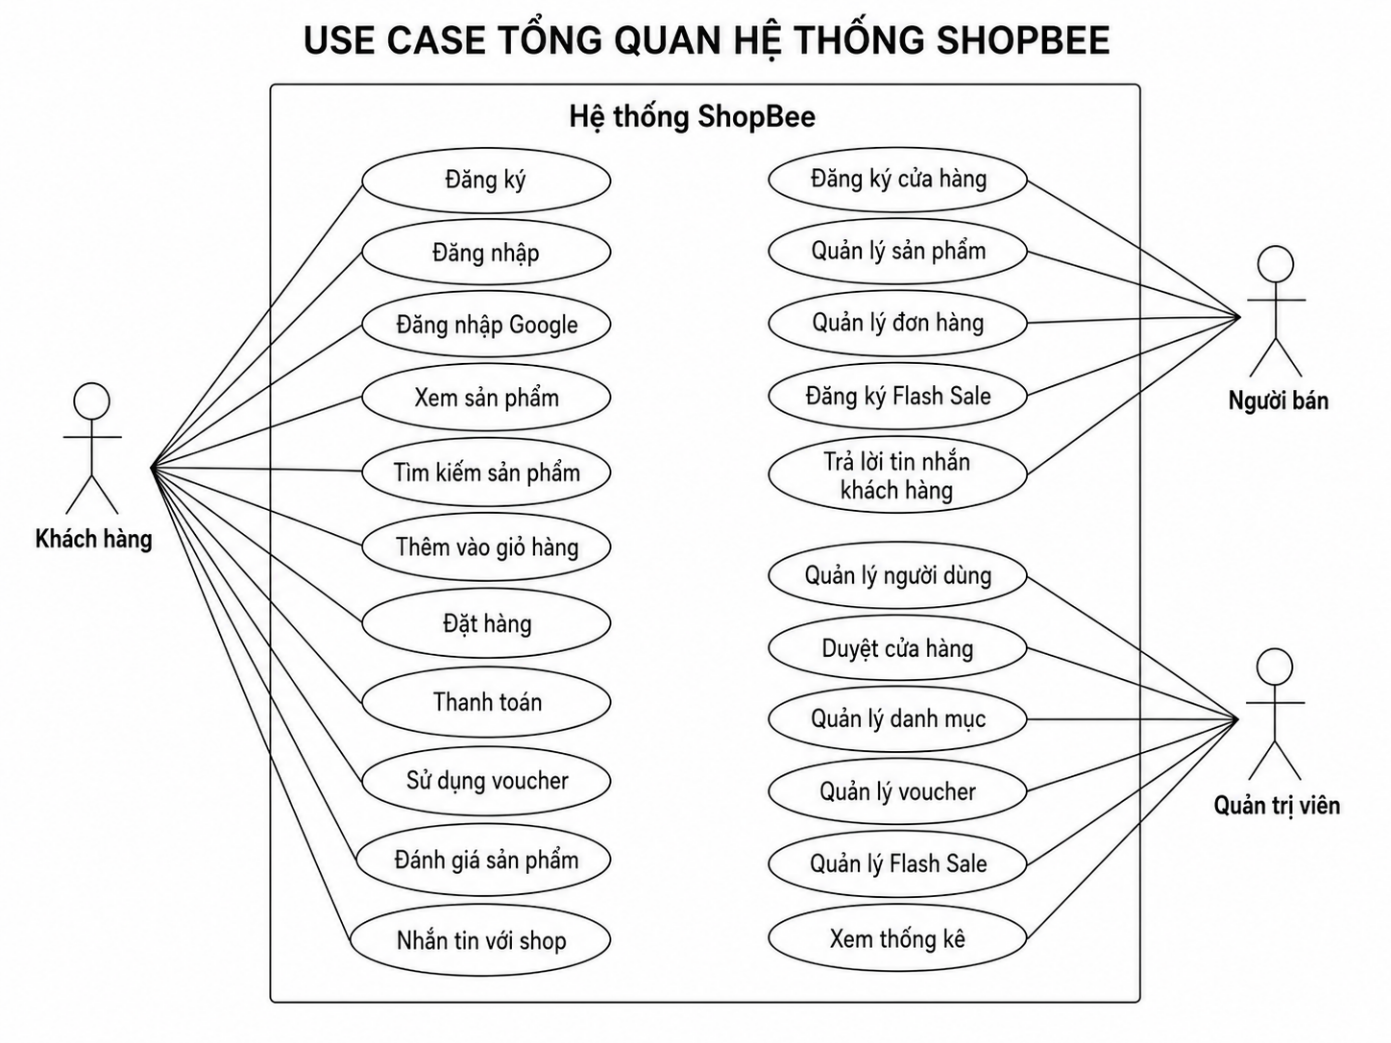 USE CASE TỔNG QUAN HỆ THỐNG SHOPBEE
Hệ thống ShopBee
Đăng ký
Đăng nhập
Đăng nhập Google
Xem sản phẩm
Tìm kiếm sản phẩm
Thêm vào giỏ hàng
Đặt hàng
Thanh toán
Sử dụng voucher
Đánh giá sản phẩm
Nhắn tin với shop
Khách hàng
Đăng ký cửa hàng
Quản lý sản phẩm
Quản lý đơn hàng
Đăng ký Flash Sale
Trả lời tin nhắn
khách hàng
Người bán
Quản lý người dùng
Duyệt cửa hàng
Quản lý danh mục
Quản lý voucher
Quản lý Flash Sale
Xem thống kê
Quản trị viên